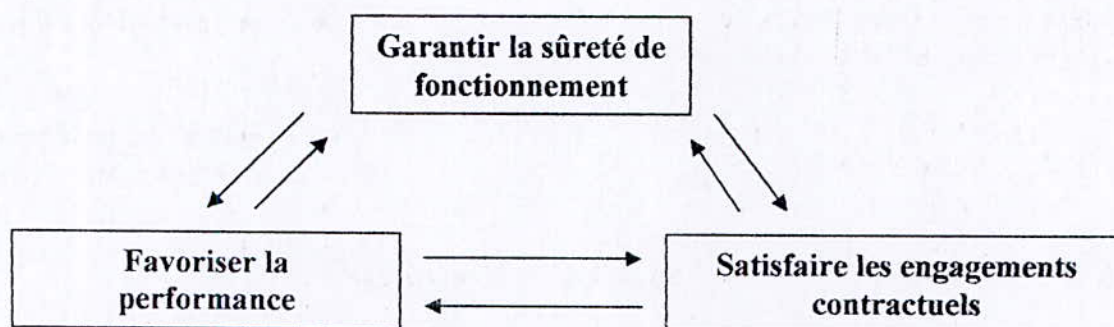 Garantir la sûreté de
fonctionnement
Favoriser la
performance
Satisfaire les engagements
contractuels